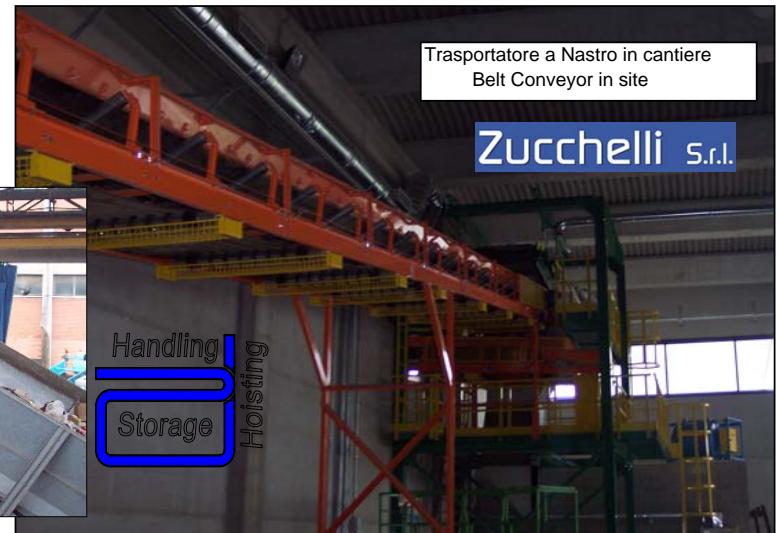 Trasportatore a Nastro in cantiere
Belt Conveyor in site
Zucchelli S.r.l.
Handling
Hoisting
Storage